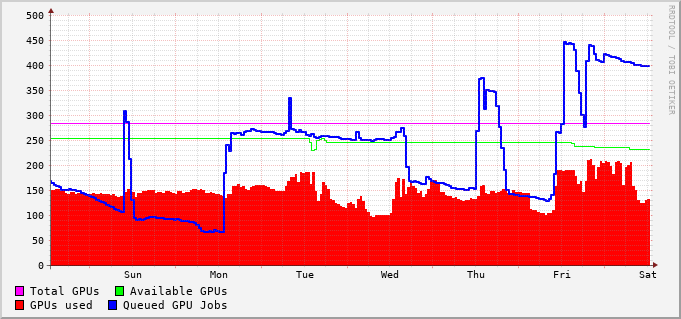 500
450
400
350
300
250
200
150
100
50
0
Sun Mon Tue Wed Thu Fri Sat
Total GPUs Available GPUs
GPUs used Queued GPU Jobs
RRDTOOL / TOBI OETIKER